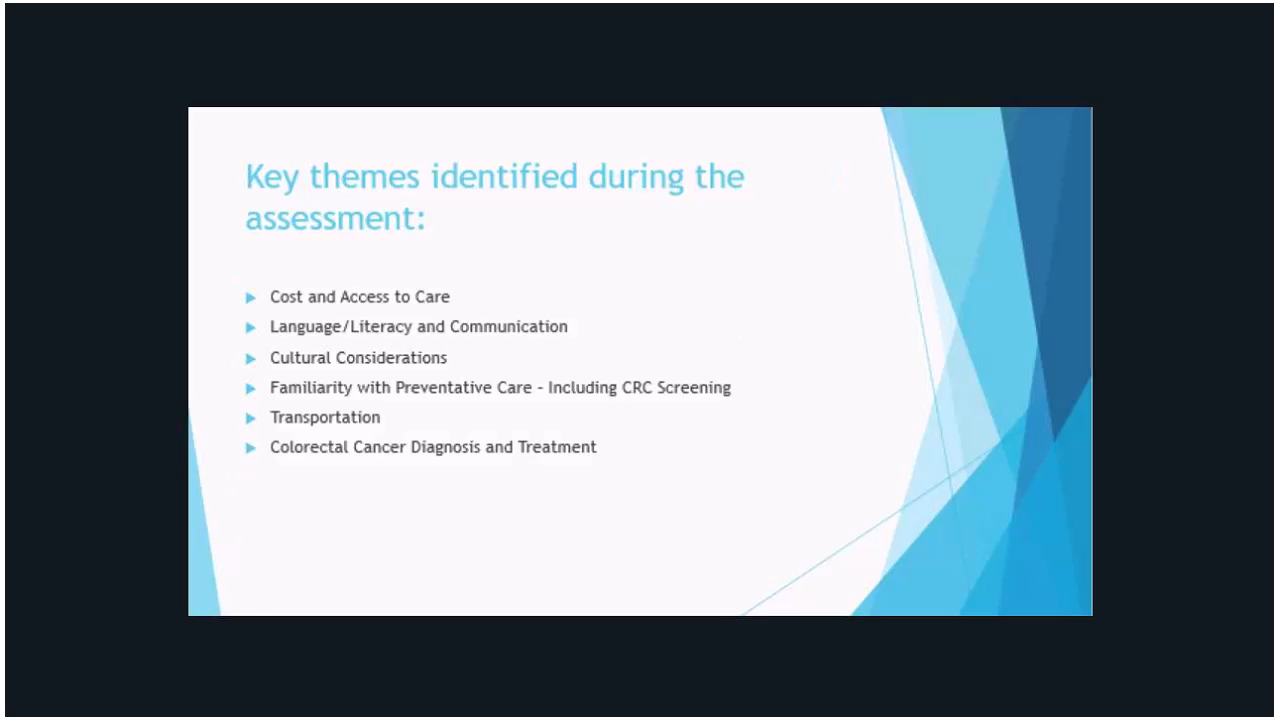 Key themes identified during the
assessment:
Cost and Access to Care
Language/Literacy and Communication
Cultural Considerations
Familiarity with Preventative Care - Including CRC Screening
Transportation
Colorectal Cancer Diagnosis and Treatment